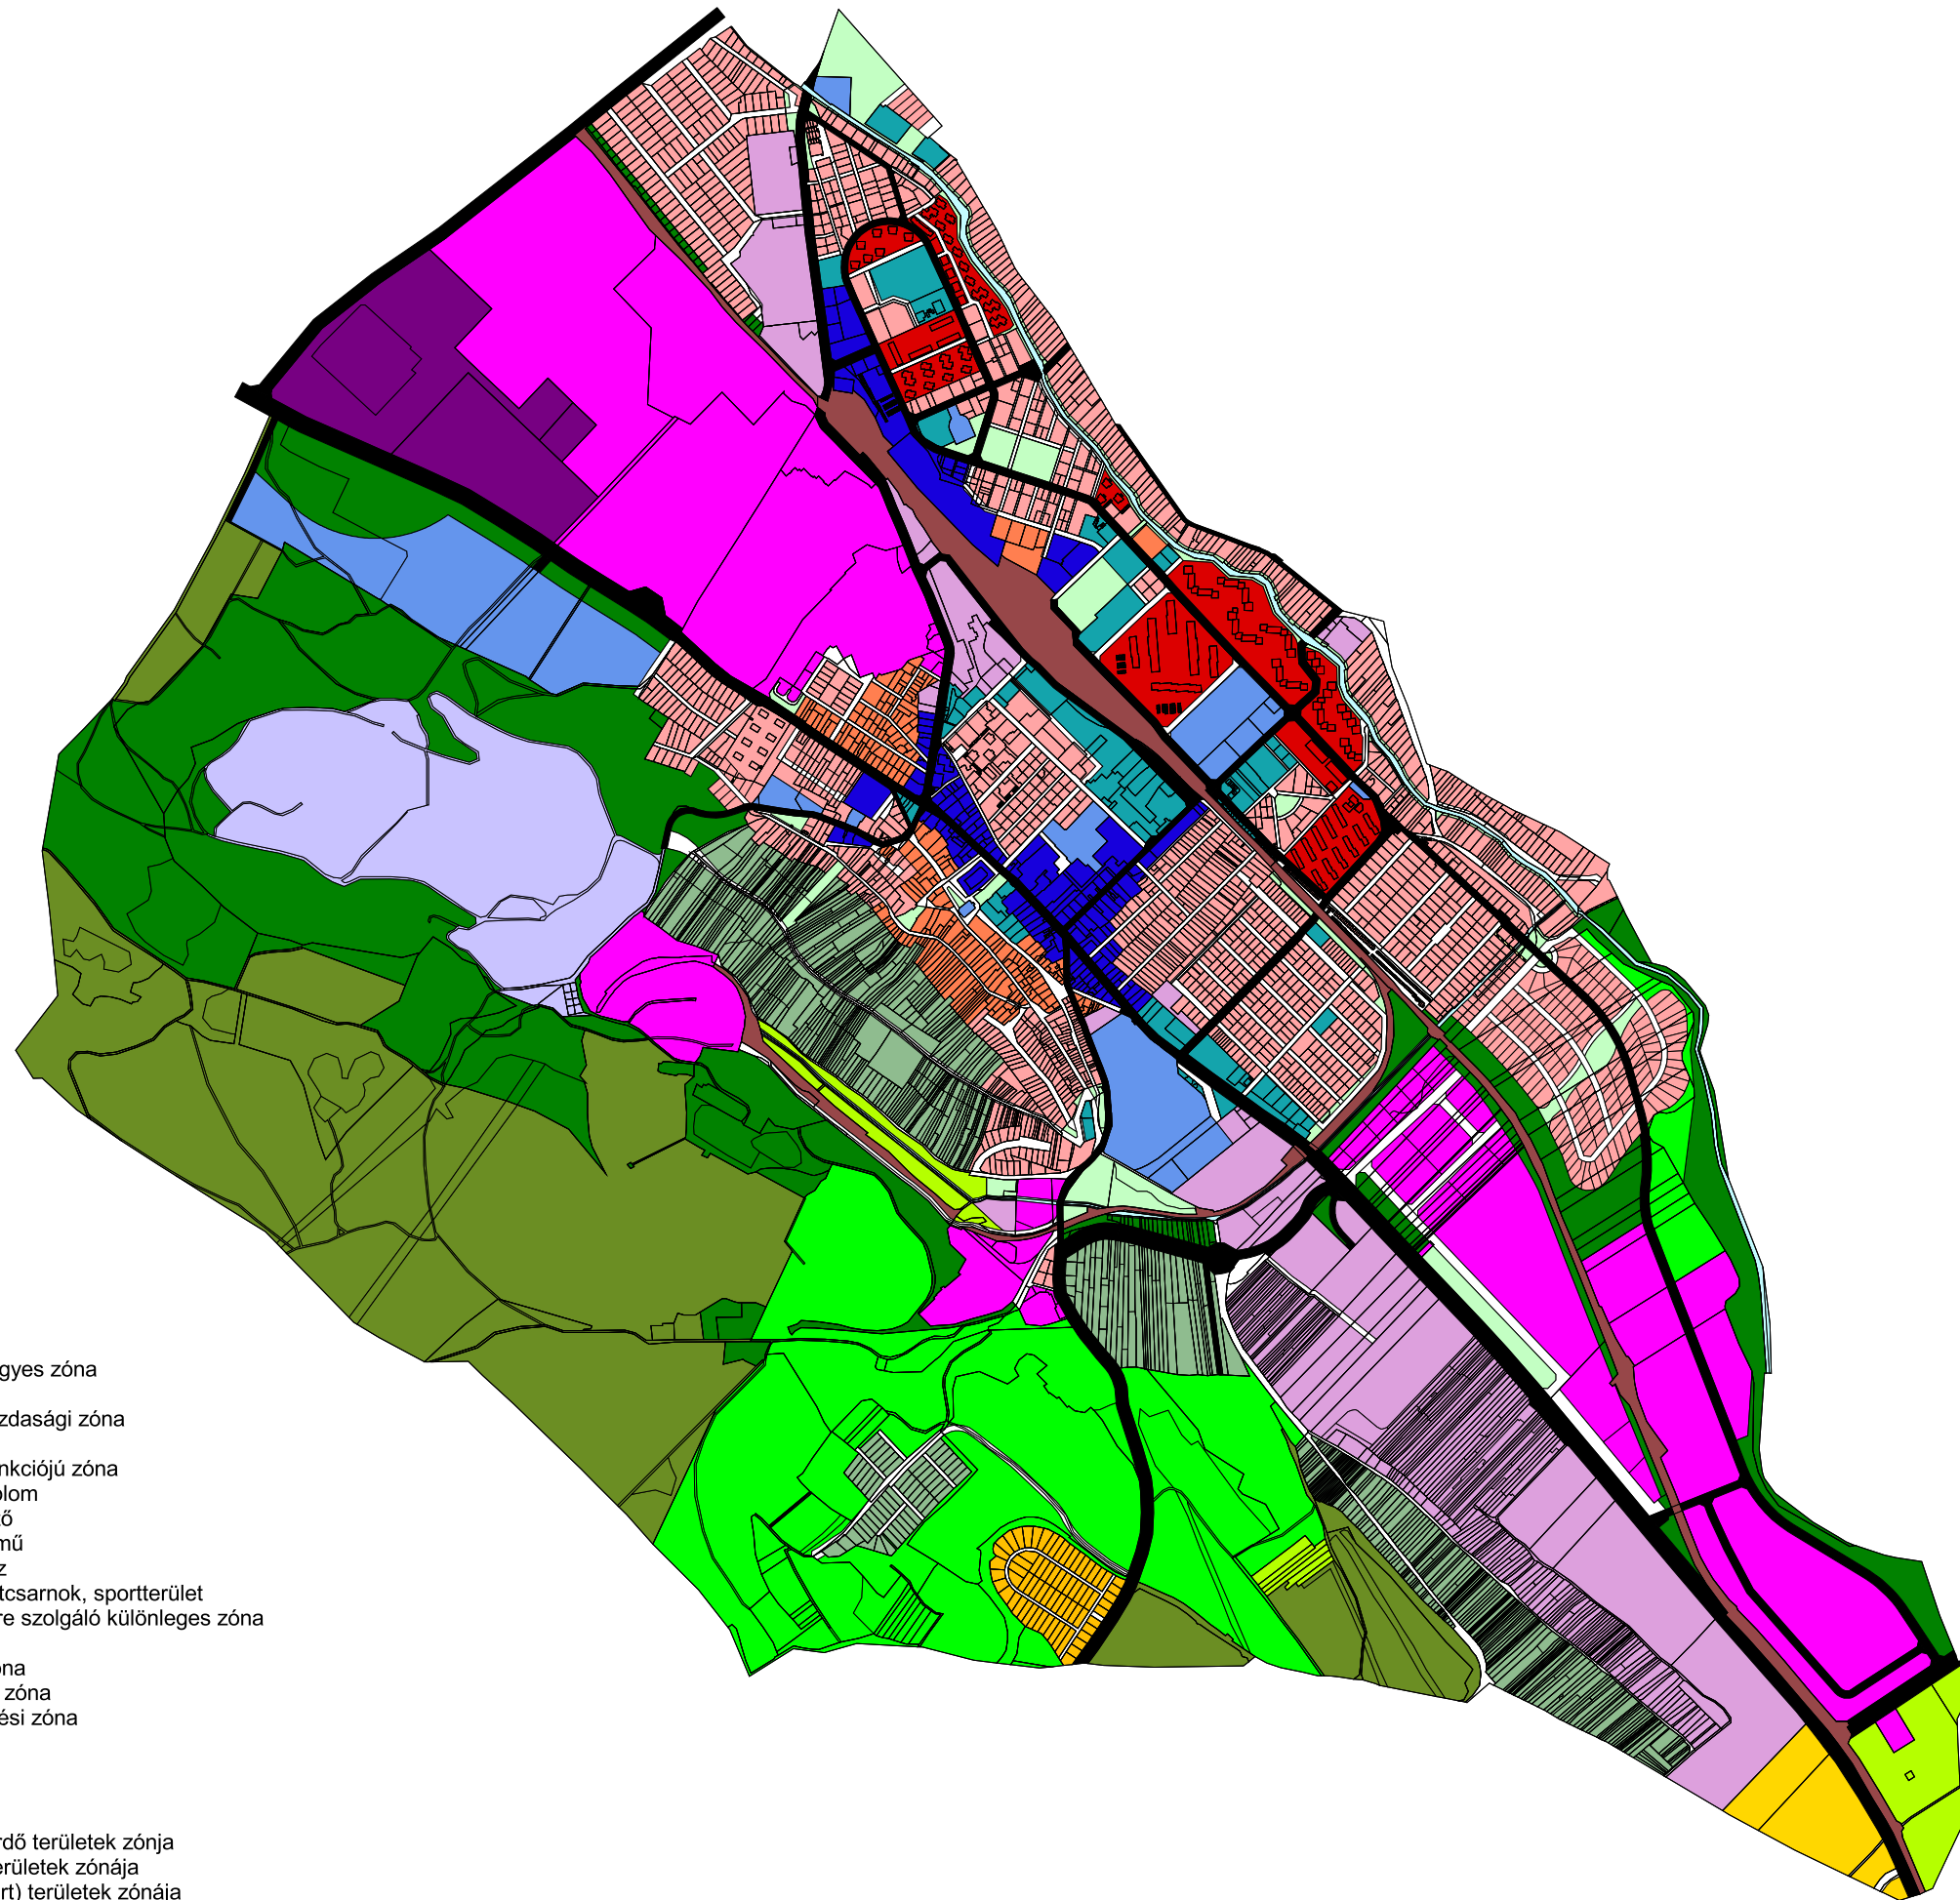 gyes zóna
zdasági zóna
nkciójú zóna
olom
ő
mű
z
tcsarnok, sportterület
re szolgáló különleges zóna
óna
zóna
ési zóna
rdő területek zónja
erületek zónája
rt) területek zónája